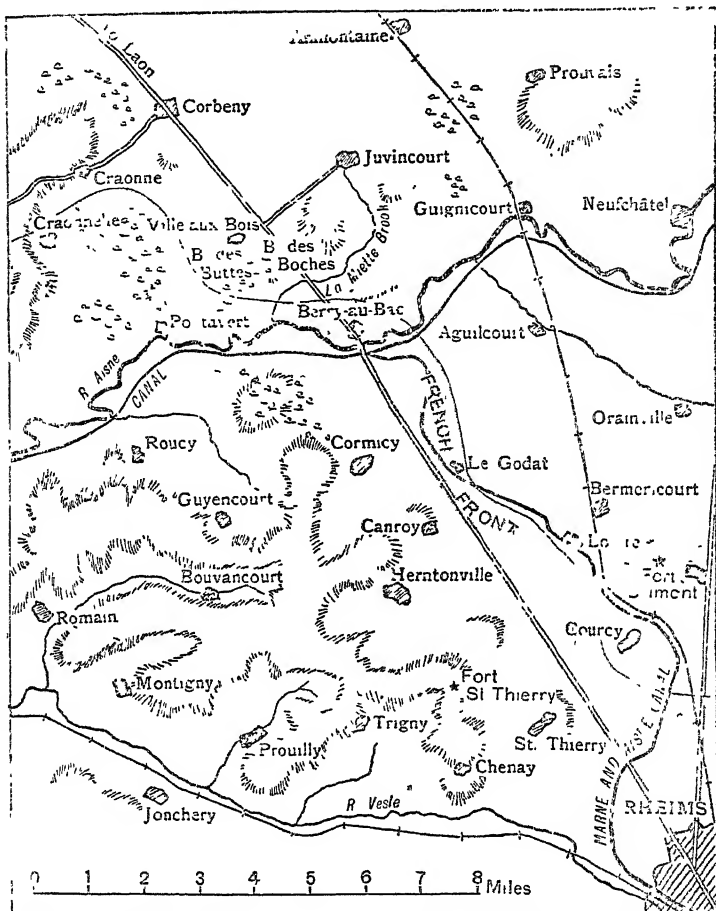 To Laon
Corbeny
Prouvais
Juvincourt
Craonne
Neufchâtel
Guignicourt
Ville aux Bois
B. des
Buttes
B des
Boches
La Miette Brook
Berry-au-Bac
Pontavert
Aguilcourt
R Aisne
CANAL
FRENCH
FRONT
Orainville
Roucy
Cormicy
Le Godat
Guyencourt
Bermericourt
Canroy
Bouvancourt
Herntonville
Fort
Romain
Courcy
Montigny
Fort
St Thierry
Trigny
Prouilly
St. Thierry
Chenay
MARNE AND AISNE CANAL
RHEIMS
Jonchery
R Vesle
0 1 2 3 4 5 6 7 8 Miles